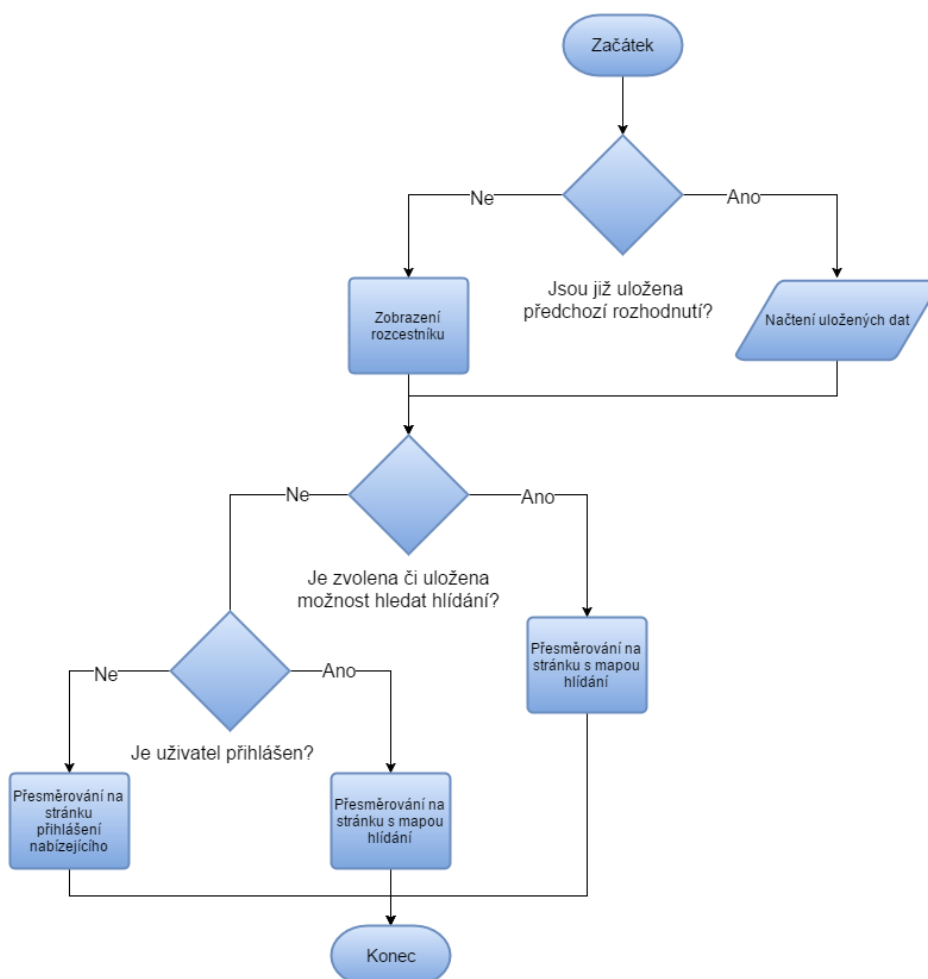 Začátek
Ne
Ano
Jsou již uložena
předchozí rozhodnutí?
Zobrazení
rozcestníku
Načtení uložených dat
Ne
Ano
Je zvolena či uložena
možnost hledat hlídání?
Přesměrování na
stránku s mapou
hlídání
Ne
Ano
Je uživatel přihlášen?
Přesměrování na
stránku
přihlášení
nabízejícího
Přesměrování na
stránku s mapou
hlídání
Konec